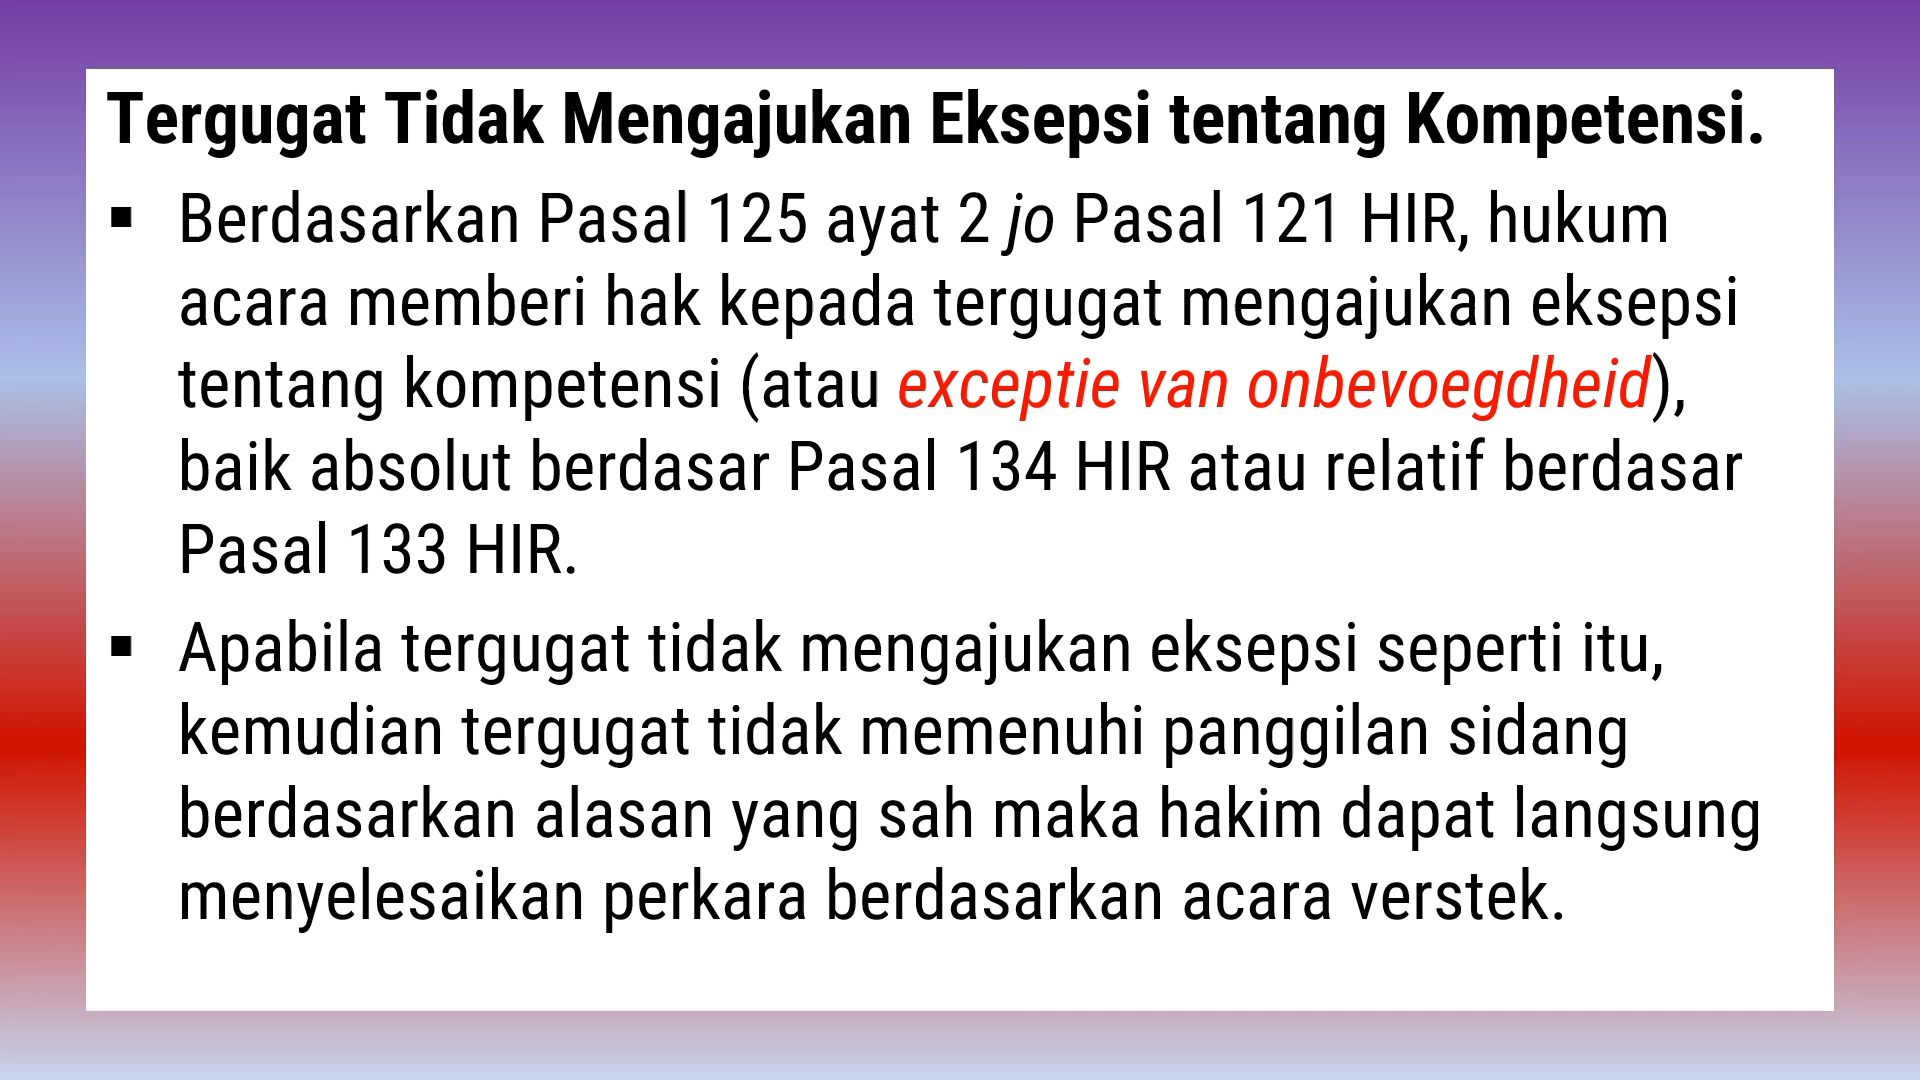 Tergugat Tidak Mengajukan Eksepsi tentang Kompetensi.
▪ Berdasarkan Pasal 125 ayat 2 jo Pasal 121 HIR, hukum
acara memberi hak kepada tergugat mengajukan eksepsi
tentang kompetensi (atau exceptie van onbevoegdheid),
baik absolut berdasar Pasal 134 HIR atau relatif berdasar
Pasal 133 HIR.
▪ Apabila tergugat tidak mengajukan eksepsi seperti itu,
kemudian tergugat tidak memenuhi panggilan sidang
berdasarkan alasan yang sah maka hakim dapat langsung
menyelesaikan perkara berdasarkan acara verstek.